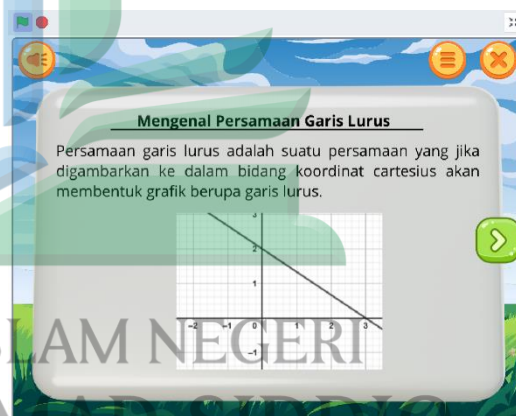 Mengenal Persamaan Garis Lurus
Persamaan garis lurus adalah suatu persamaan yang jika
digambarkan ke dalam bidang koordinat cartesius akan
membentuk grafik berupa garis lurus.
3
2
1
-2 -1 0 1 2 3
-1
ISLAM NEGERI